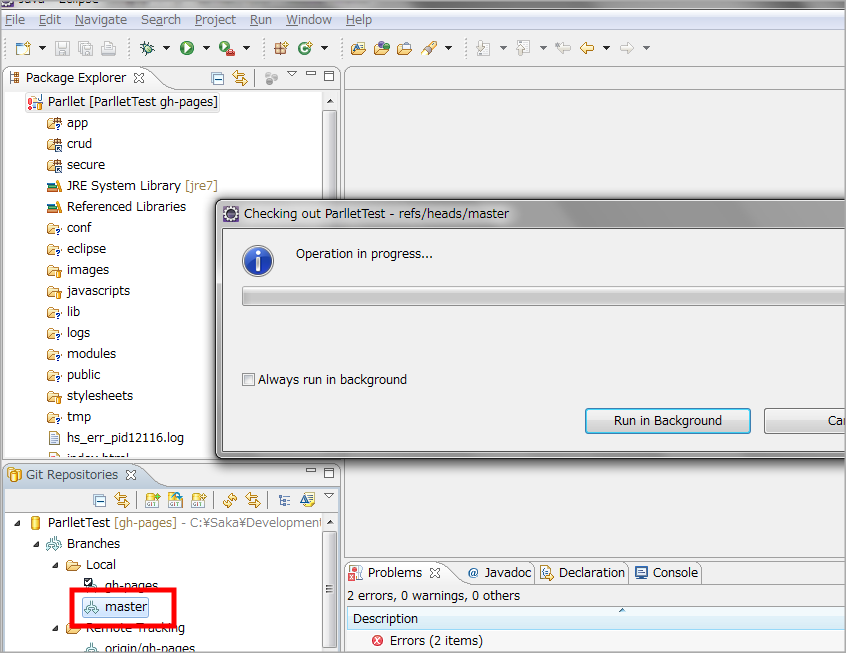 File Edit Navigate Search Project Run Window Help
Package Explorer
Parllet [ParlletTest gh-pages]
app
crud
secure
JRE System Library [jre7]
Referenced Libraries
conf
eclipse
images
javascripts
lib
logs
modules
public
stylesheets
tmp
hs_err_pid12116.log
index.html
Checking out ParlletTest - refs/heads/master
Operation in progress...
Always run in background
Run in Background
Git Repositories
ParlletTest [gh-pages] - C:¥Saka¥Development
Branches
Local
gh-pages
master
Remote Tracking
origin/gh-pages
Problems @ Javadoc Declaration Console
2 errors, 0 warnings, 0 others
Description
Errors (2 items)